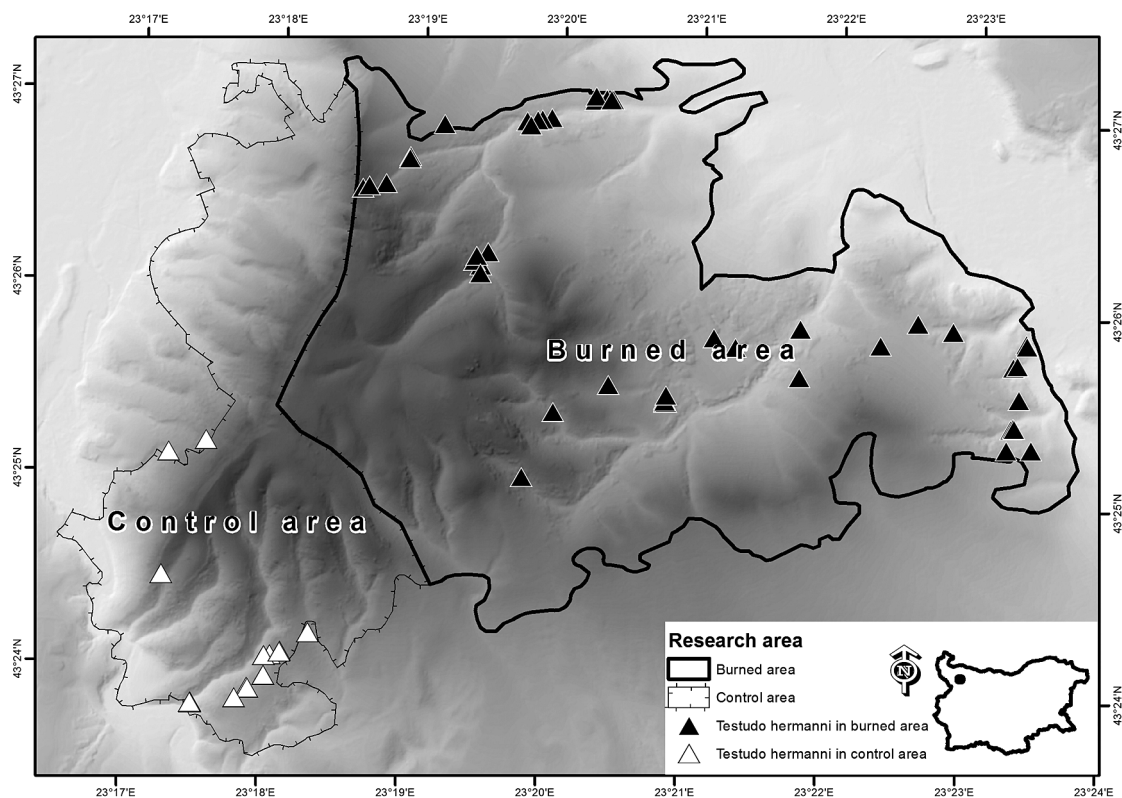 23°17'E 23°18'E 23°19'E 23°20'E 23°21'E 23°22'E 23°23'E
43°27'N
43°27'N
43°26'N
43°26'N
Burned area
43°25'N
43°25'N
Control area
43°24'N
43°24'N
Research area
Burned area
Control area
Testudo hermanni in burned area
Testudo hermanni in control area
N
23°17'E 23°18'E 23°19'E 23°20'E 23°21'E 23°22'E 23°23'E 23°24'E